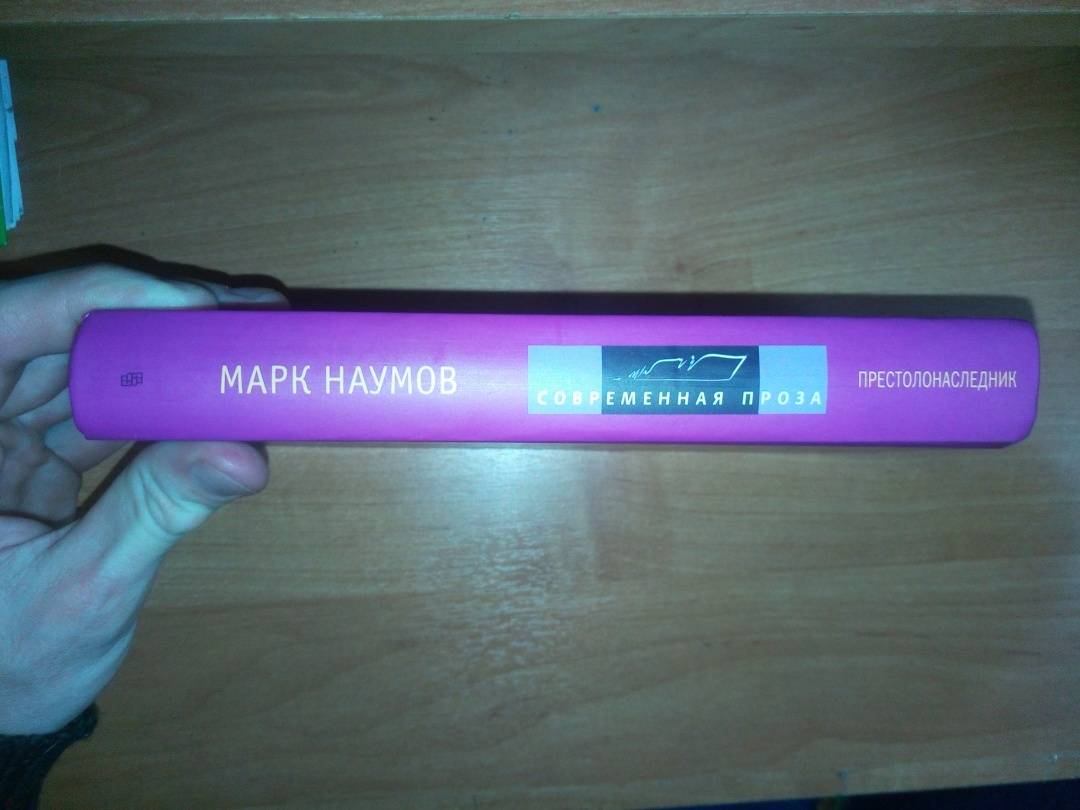 МАРК НАУМОВ
СОВРЕМЕННАЯ ПРОЗА
ПРЕСТОЛОНАСЛЕДНИК